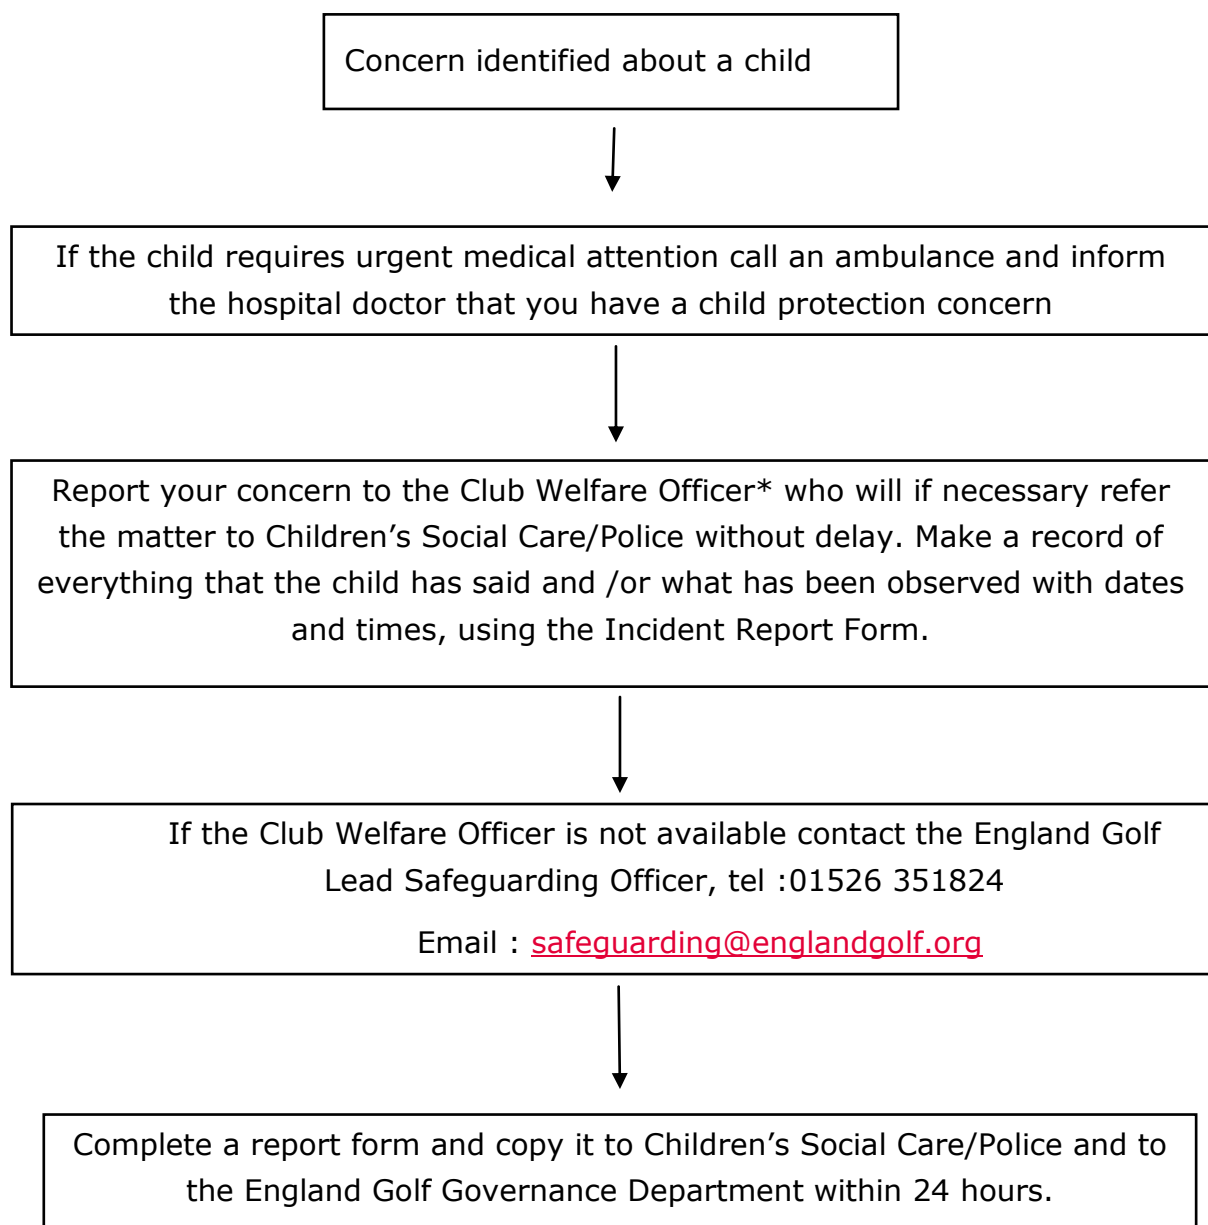 Concern identified about a child
If the child requires urgent medical attention call an ambulance and inform
the hospital doctor that you have a child protection concern
Report your concern to the Club Welfare Officer* who will if necessary refer
the matter to Children’s Social Care/Police without delay. Make a record of
everything that the child has said and /or what has been observed with dates
and times, using the Incident Report Form.
If the Club Welfare Officer is not available contact the England Golf
Lead Safeguarding Officer, tel :01526 351824
Email : safeguarding@englandgolf.org
Complete a report form and copy it to Children’s Social Care/Police and to
the England Golf Governance Department within 24 hours.